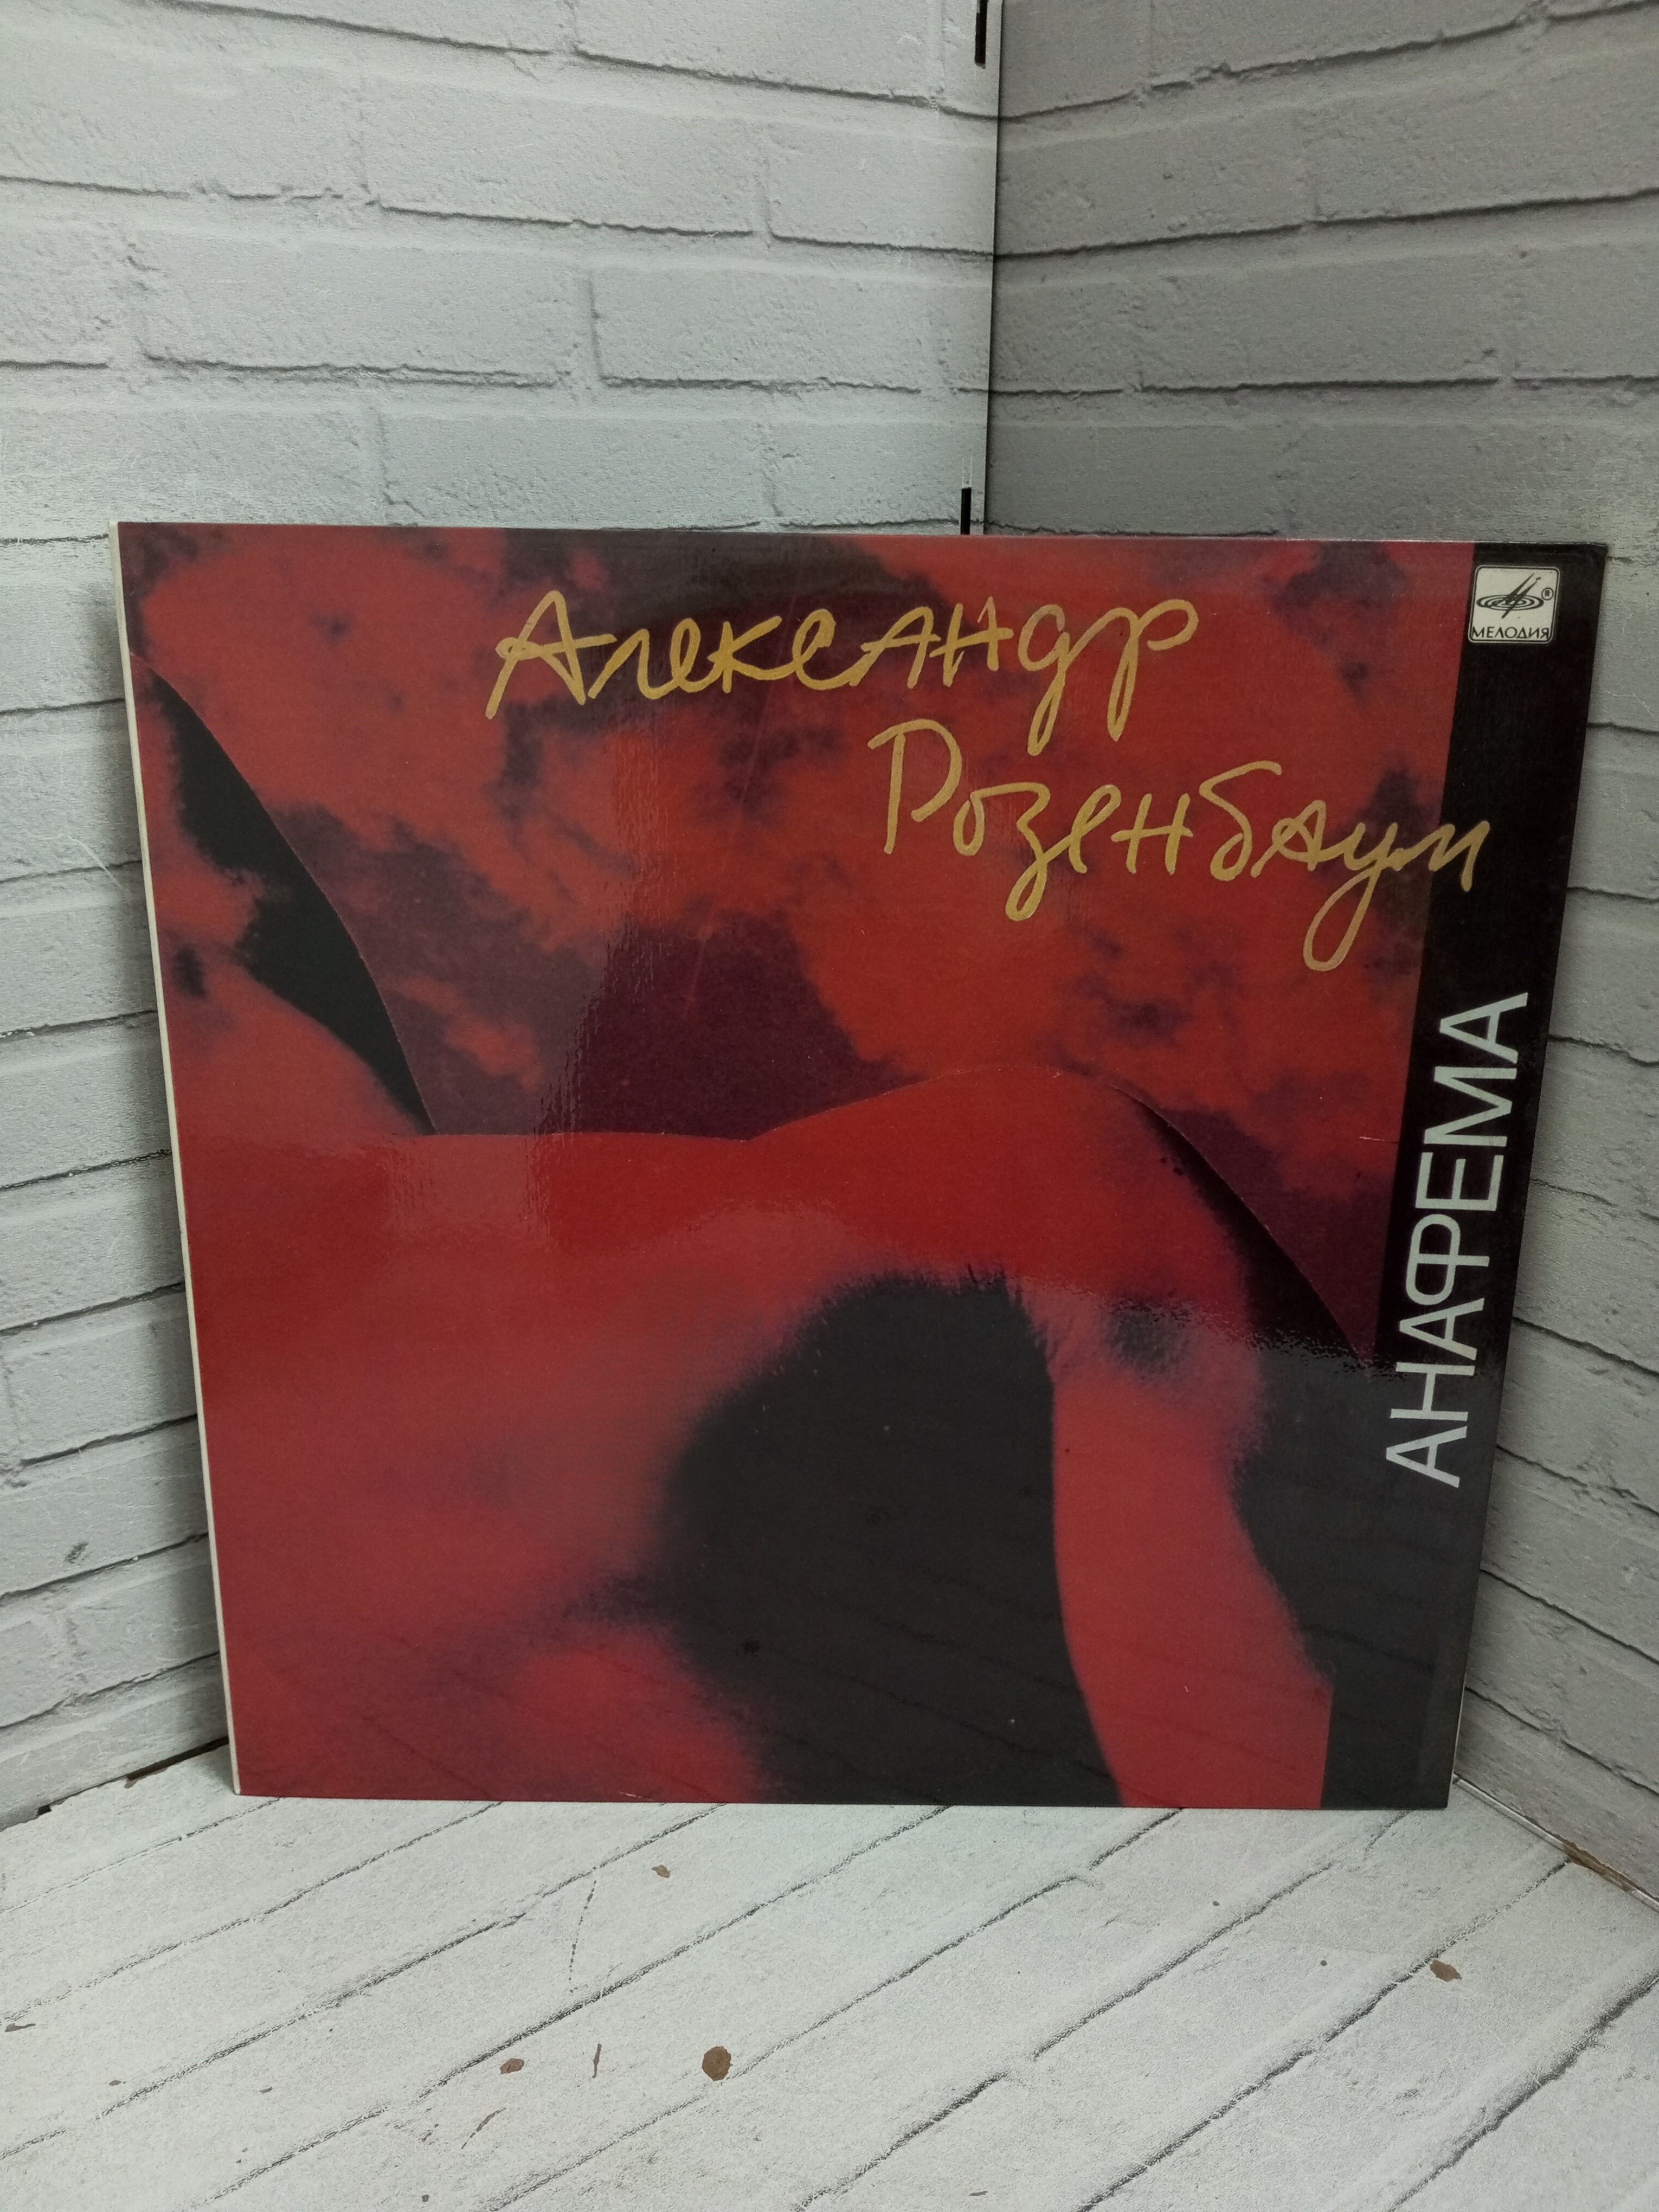 Александр
Розенбаум
МЕЛОДИЯ
®
АНАФЕМА